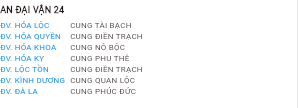 AN ĐẠI VẬN 24
ĐV. HÓA LỘC CUNG TÀI BẠCH
ĐV. HÓA QUYỀN CUNG ĐIỀN TRẠCH
ĐV. HÓA KHOA CUNG NÔ BỘC
ĐV. HÓA KỴ CUNG PHU THÊ
ĐV. LỘC TỒN CUNG ĐIỀN TRẠCH
ĐV. KÌNH DƯƠNG CUNG QUAN LỘC
ĐV. ĐÀ LA CUNG PHÚC ĐỨC